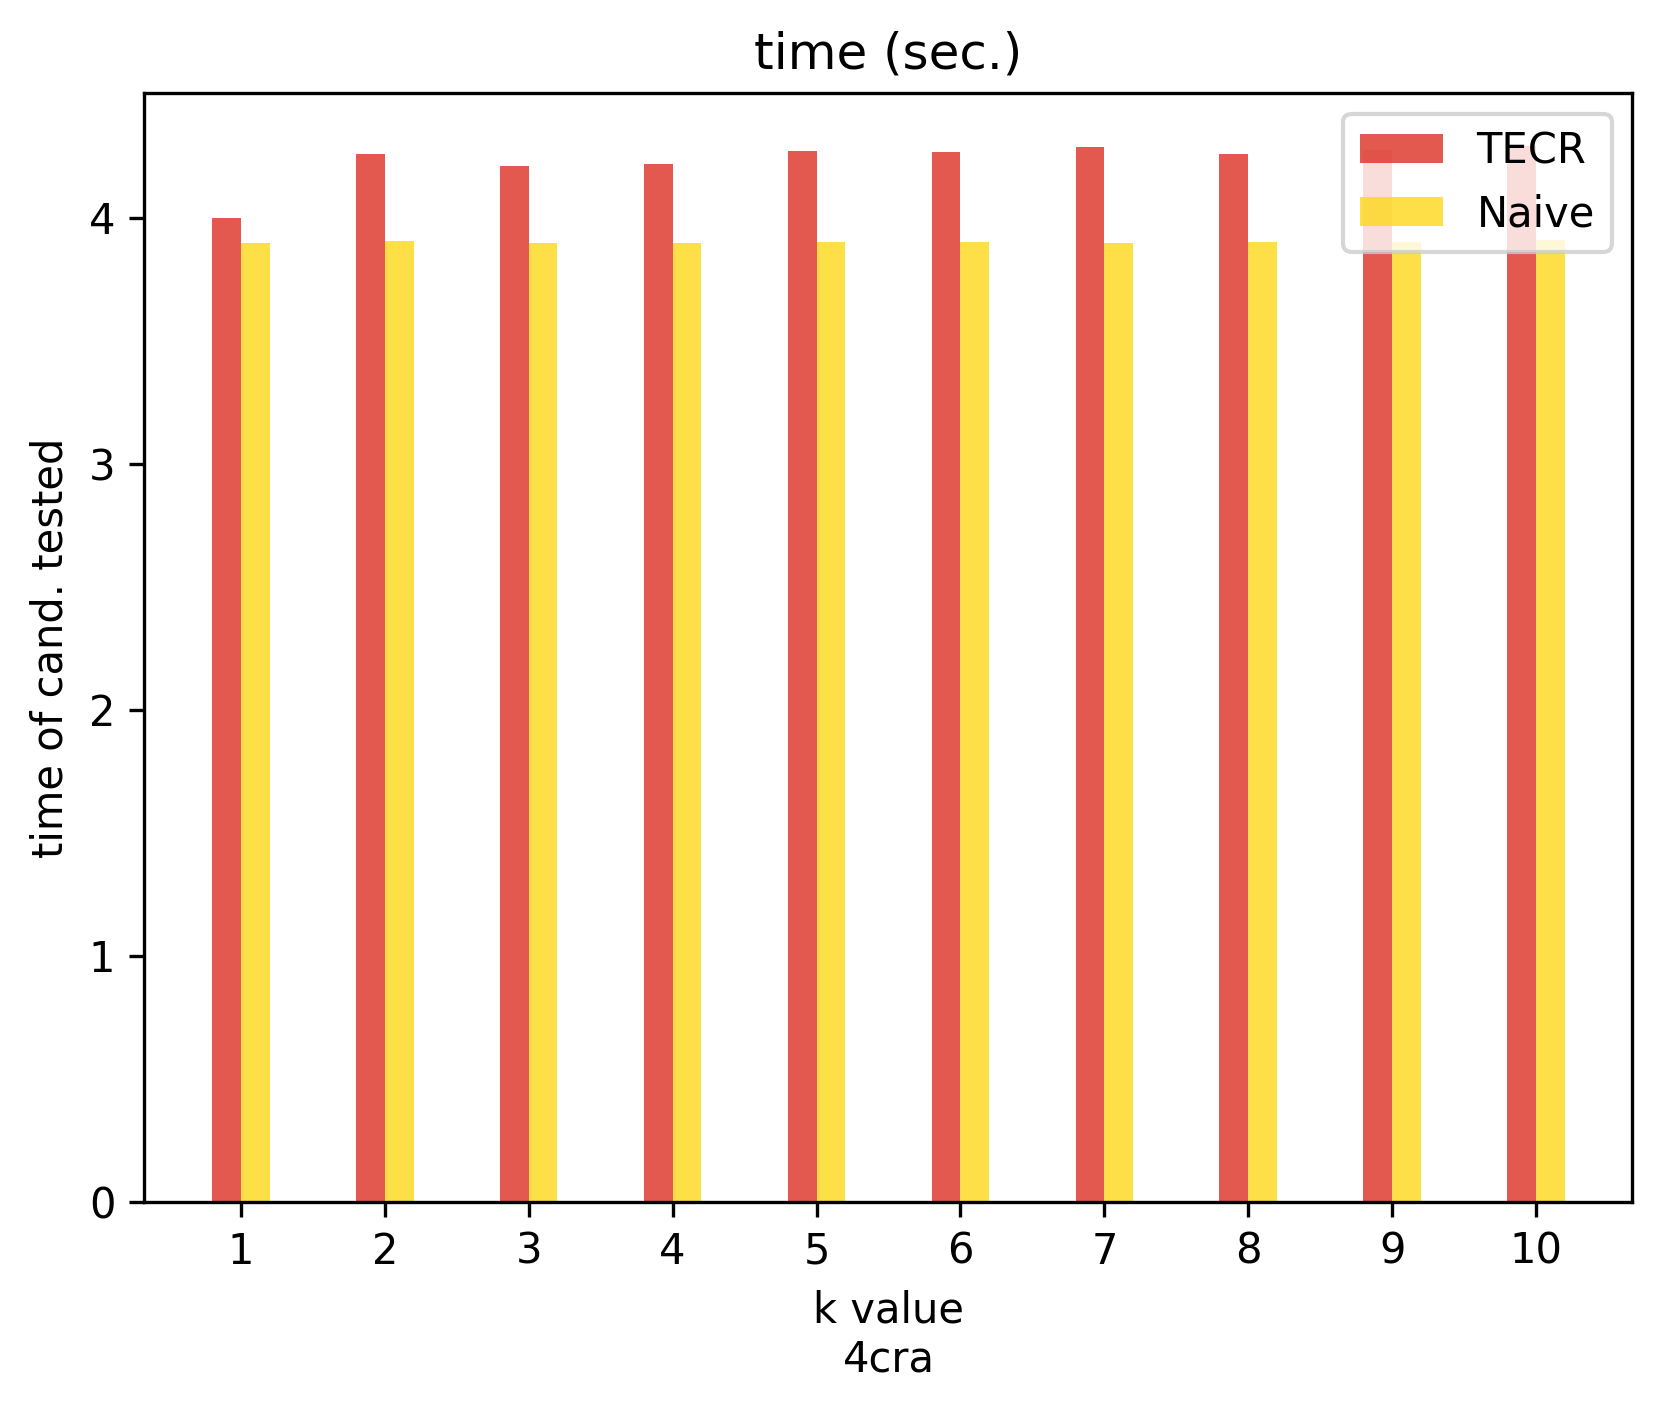 time (sec.)
TECR
Naive
time of cand. tested
4
3
2
1
0
1 2 3 4 5 6 7 8 9 10
k value
4cra